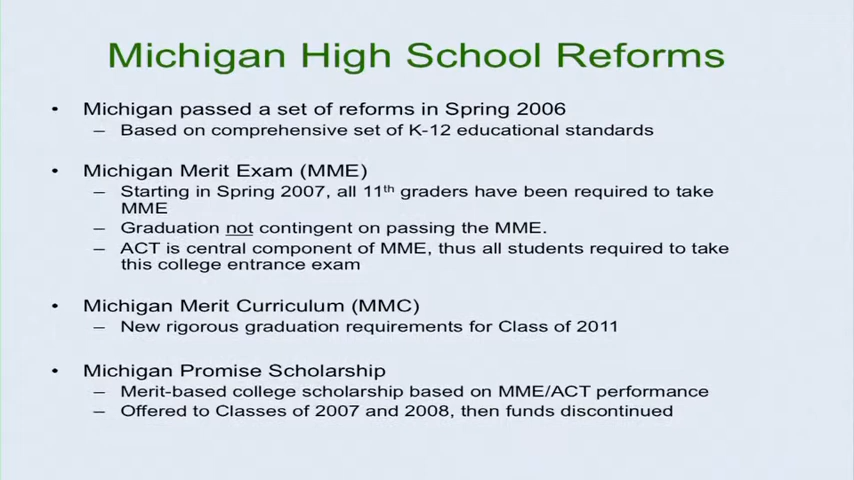 Michigan High School Reforms
• Michigan passed a set of reforms in Spring 2006
– Based on comprehensive set of K-12 educational standards
• Michigan Merit Exam (MME)
– Starting in Spring 2007, all 11th graders have been required to take
MME
– Graduation not contingent on passing the MME.
– ACT is central component of MME, thus all students required to take
this college entrance exam
• Michigan Merit Curriculum (MMC)
– New rigorous graduation requirements for Class of 2011
• Michigan Promise Scholarship
– Merit-based college scholarship based on MME/ACT performance
– Offered to Classes of 2007 and 2008, then funds discontinued